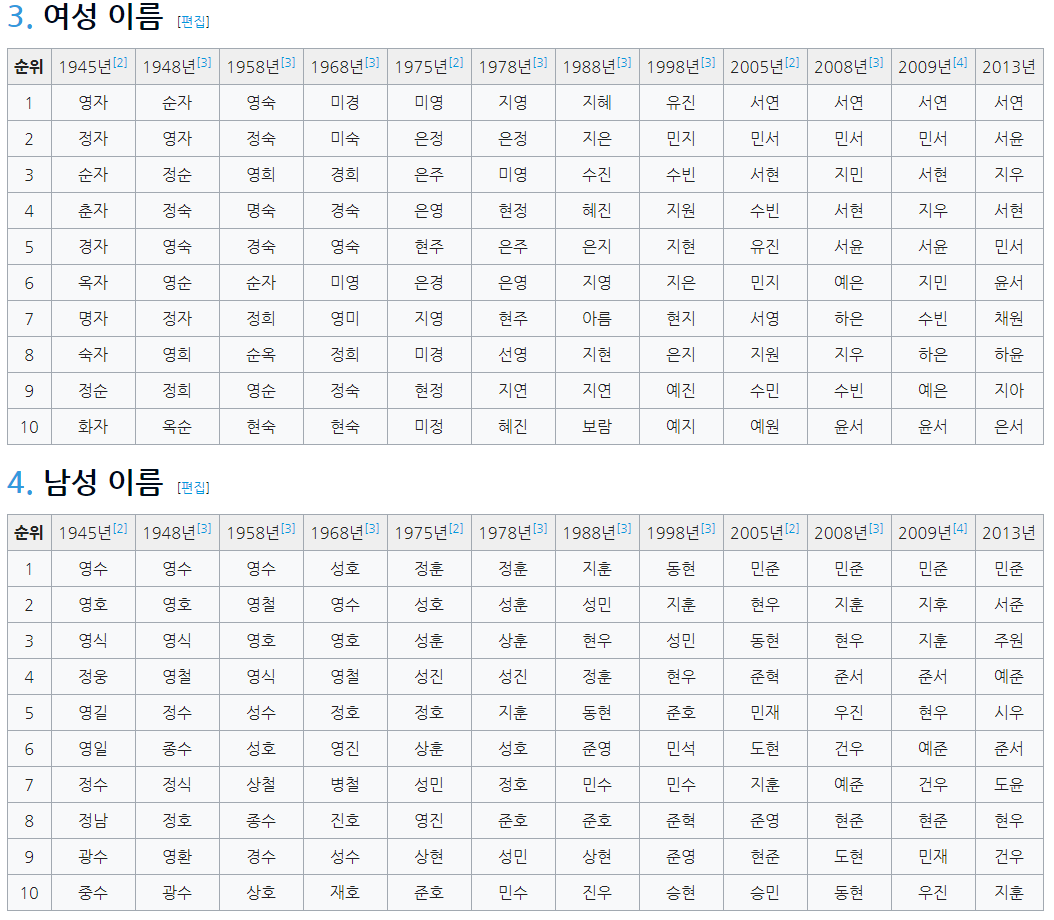 3. 여성 이름 [편집]
순위 1945년[2] 1948년[3] 1958년[3] 1968년[3] 1975년[2] 1978년[3] 1988년[3] 1998년[3] 2005년[2] 2008년[3] 2009년[4] 2013년
1 영자 순자 영숙 미경 미영 지영 지혜 유진 서연 서연 서연 서연
2 정자 영자 정숙 미숙 은정 은정 지은 민지 민서 민서 민서 서윤
3 순자 정순 영희 경희 은주 미영 수진 수빈 서현 지민 서현 지우
4 춘자 정숙 명숙 경숙 은영 현정 혜진 지원 수빈 서현 지우 서현
5 경자 영숙 경숙 영숙 현주 은주 은지 지현 유진 서윤 서윤 민서
6 옥자 영순 순자 미영 은경 은영 지영 지은 민지 예은 지민 윤서
7 명자 정자 정희 영미 지영 현주 아름 현지 서영 하은 수빈 채원
8 숙자 영희 순옥 정희 미경 선영 지현 은지 지원 지우 하은 하윤
9 정순 정희 영순 정숙 현정 지연 지연 예진 수민 수빈 예은 지아
10 화자 옥순 현숙 현숙 미정 혜진 보람 예지 예원 윤서 윤서 은서
4. 남성 이름 [편집]
순위 1945년[2] 1948년[3] 1958년[3] 1968년[3] 1975년[2] 1978년[3] 1988년[3] 1998년[3] 2005년[2] 2008년[3] 2009년[4] 2013년
1 영수 영수 영수 성호 정훈 정훈 지훈 동현 민준 민준 민준 민준
2 영호 영호 영철 영수 성호 성훈 성민 지훈 현우 지훈 지후 서준
3 영식 영식 영호 영호 성훈 상훈 현우 성민 동현 현우 지훈 주원
4 정웅 영철 영식 영철 성진 성진 정훈 현우 준혁 준서 준서 예준
5 영길 정수 성수 정호 정호 지훈 동현 준호 민재 우진 현우 시우
6 영일 종수 성호 영진 상훈 성호 준영 민석 도현 건우 예준 준서
7 정수 정식 상철 병철 성민 정호 민수 민수 지훈 예준 건우 도윤
8 정남 정호 종수 진호 영진 준호 준호 준혁 준영 현준 현준 현우
9 광수 영환 경수 성수 상현 성민 상현 준영 현준 도현 민재 건우
10 중수 광수 상호 재호 준호 민수 진우 승현 승민 동현 우진 지훈